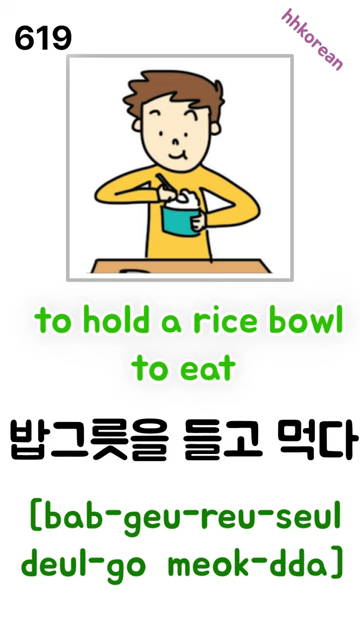 619
hhkorean
to hold a rice bowl
to eat
밥그릇을 들고 먹다
[bab-geu-reu-seul
deul-go meok-dda]